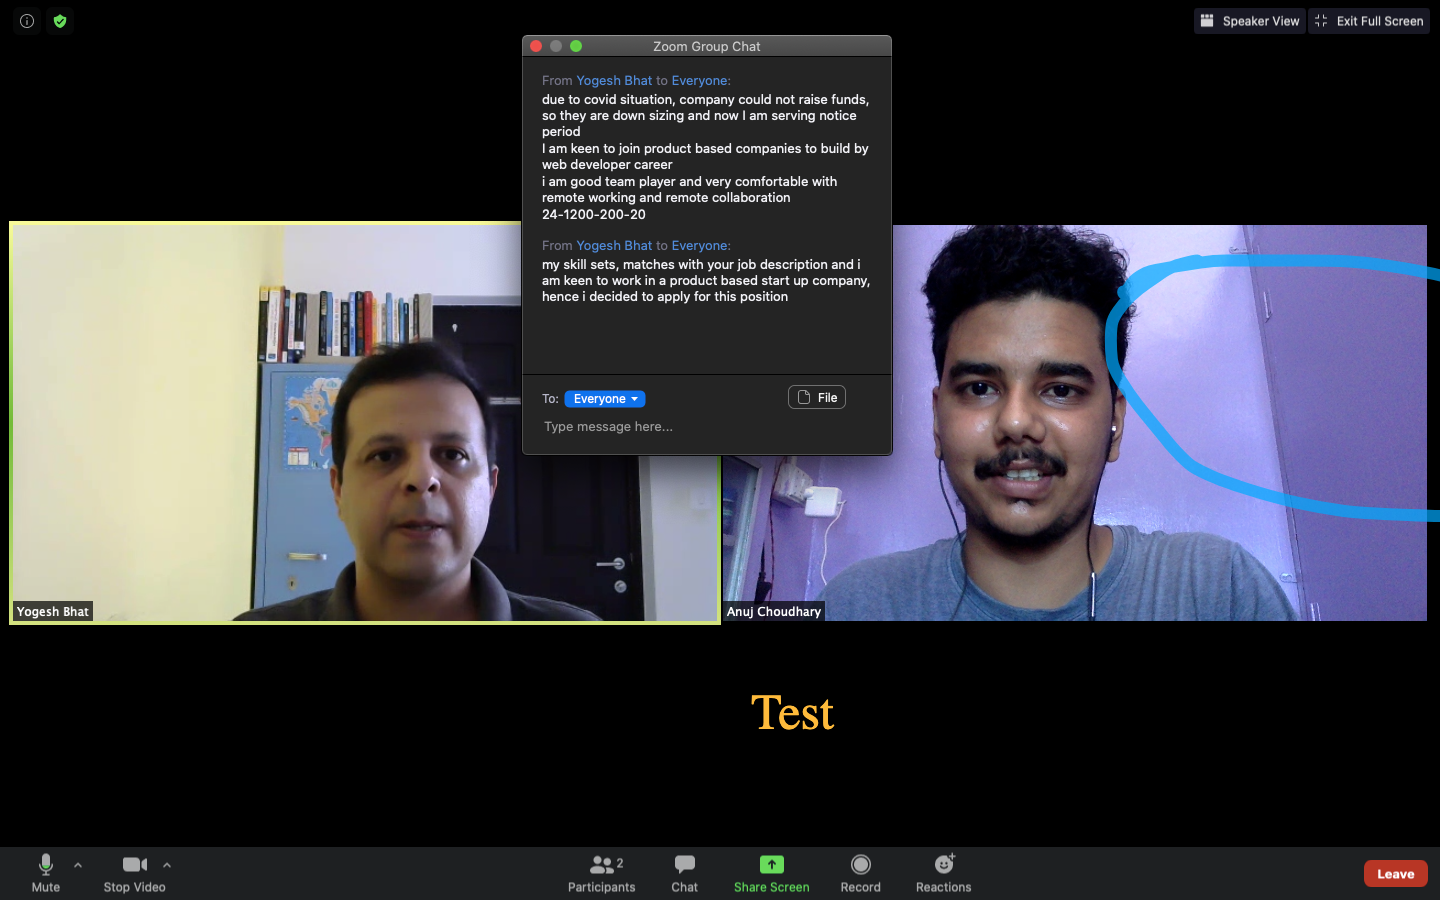 Speaker View
Exit Full Screen
Zoom Group Chat
From Yogesh Bhat to Everyone:
due to covid situation, company could not raise funds,
so they are down sizing and now I am serving notice
period
I am keen to join product based companies to build by
web developer career
i am good team player and very comfortable with
remote working and remote collaboration
24-1200-200-20
From Yogesh Bhat to Everyone:
my skill sets, matches with your job description and i
am keen to work in a product based start up company,
hence i decided to apply for this position
To: Everyone
File
Type message here...
Yogesh Bhat
Anuj Choudhary
Test
Mute
Stop Video
Participants
2
Chat
Share Screen
Record
Reactions
Leave